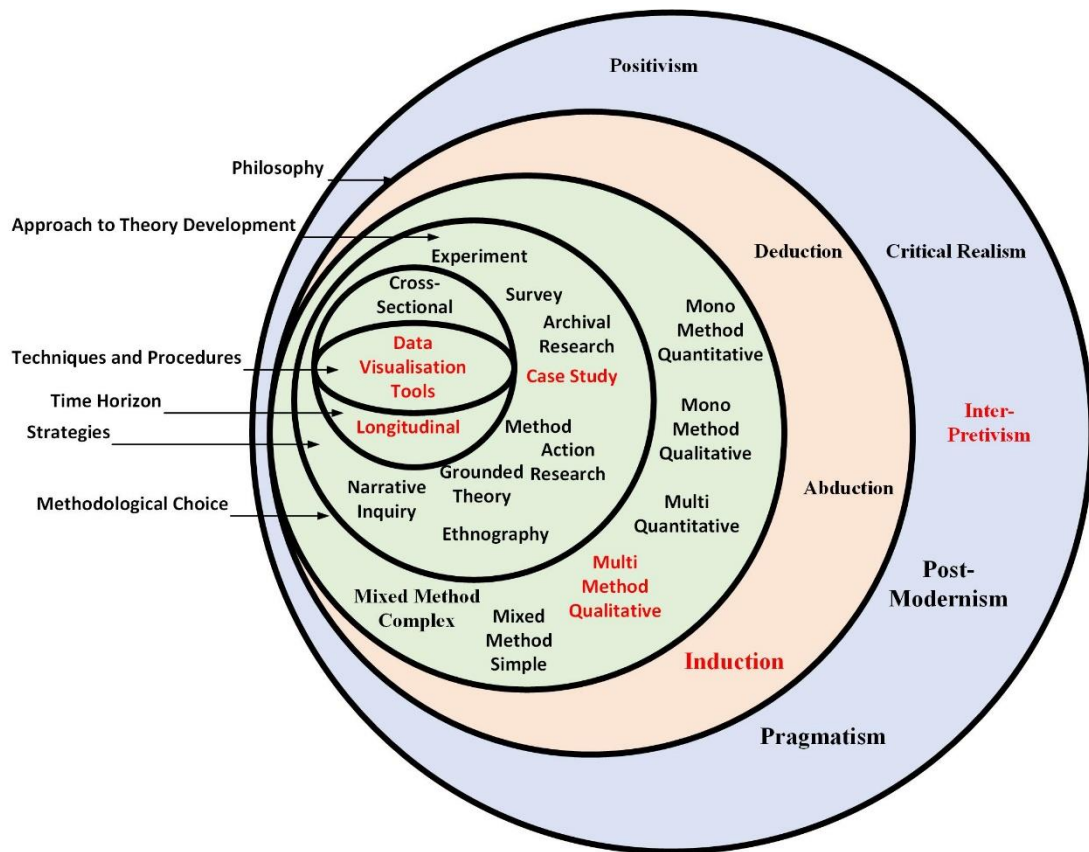 Positivism
Philosophy
Approach to Theory Development
Deduction
Critical Realism
Experiment
Cross-
Sectional
Survey
Mono
Method
Quantitative
Archival
Research
Techniques and Procedures
Data
Visualisation
Tools
Case Study
Time Horizon
Strategies
Longitudinal
Mono
Method
Qualitative
Inter-
Pretivism
Method
Action
Research
Grounded
Theory
Narrative
Inquiry
Abduction
Methodological Choice
Multi
Quantitative
Ethnography
Multi
Method
Qualitative
Post-
Modernism
Mixed Method
Complex
Mixed
Method
Simple
Induction
Pragmatism